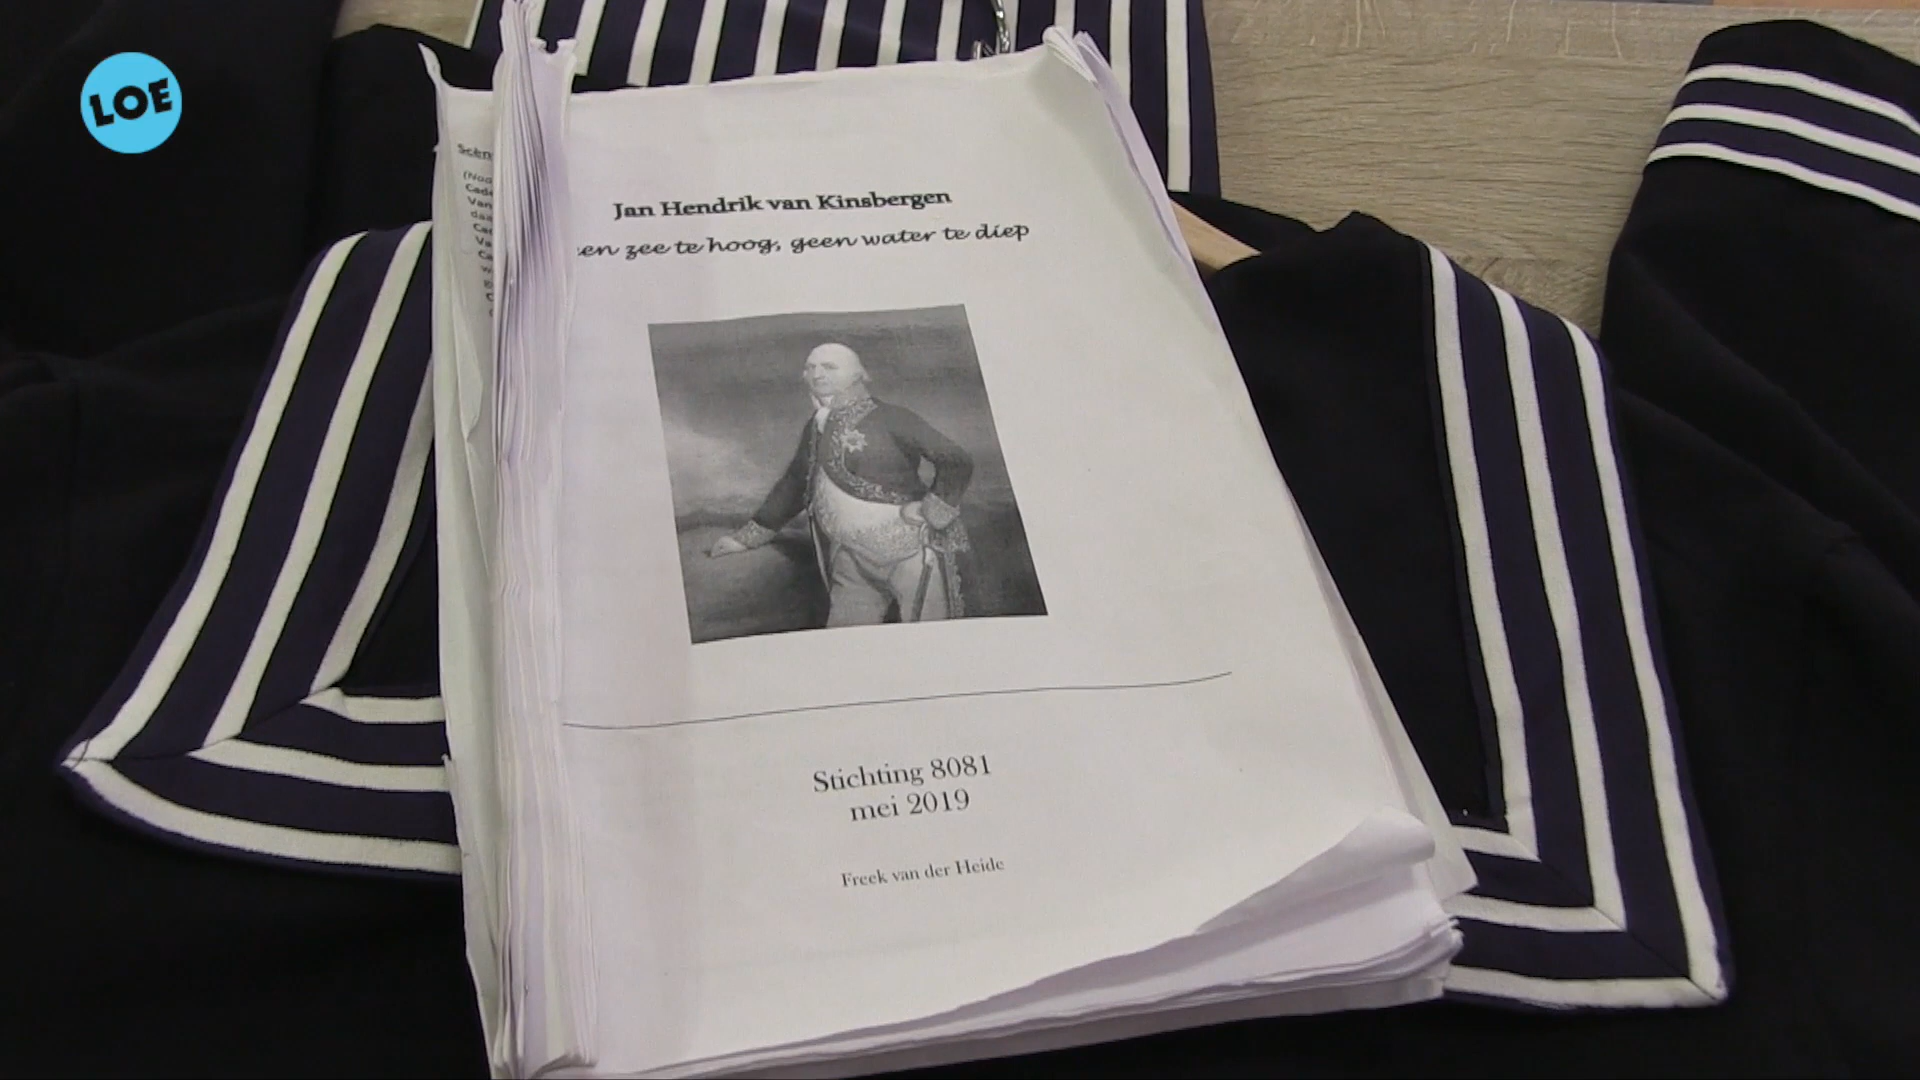 LOE
Jan Hendrik van Kinsbergen
zee te hoog, geen water te diep
Stichting 8081
mei 2019
Freek van der Heide